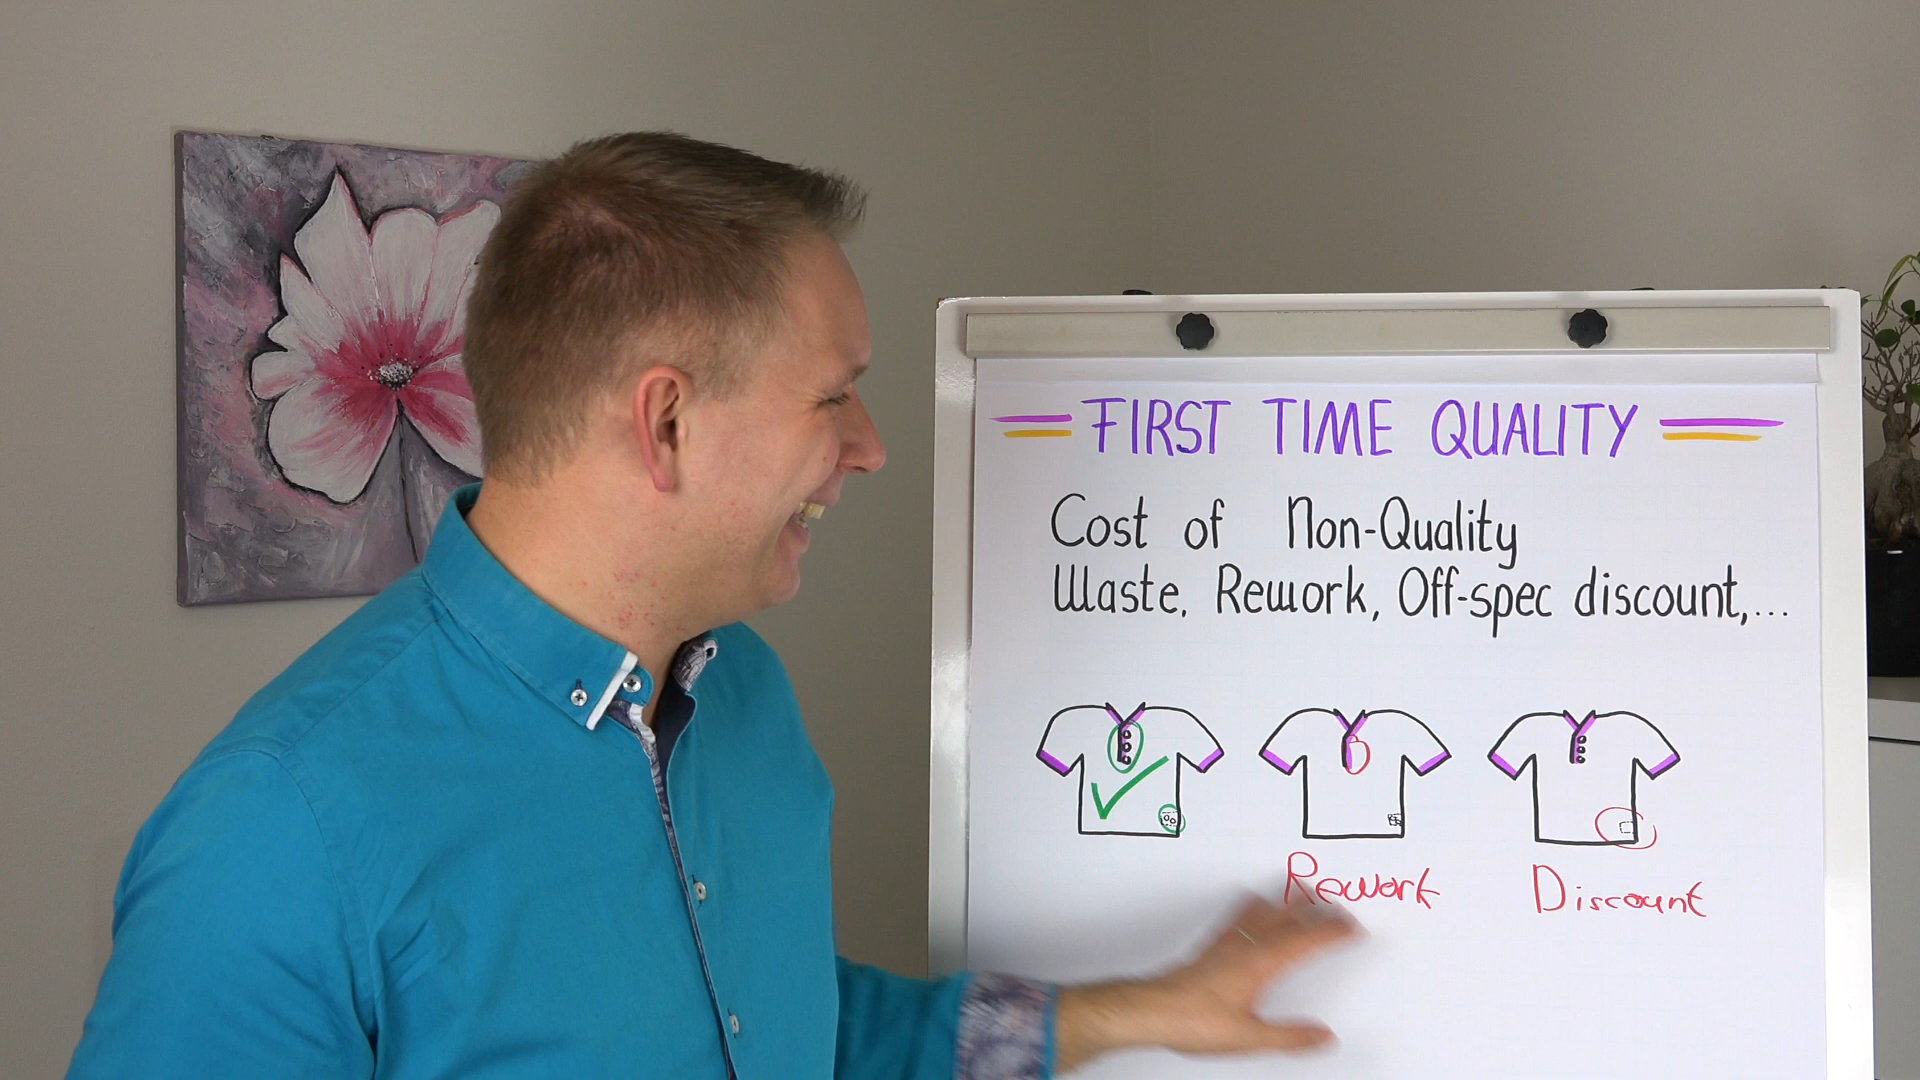 FIRST TIME QUALITY
Cost of Non-Quality
Waste, Rework, Off-spec discount,...
Rework
Discount